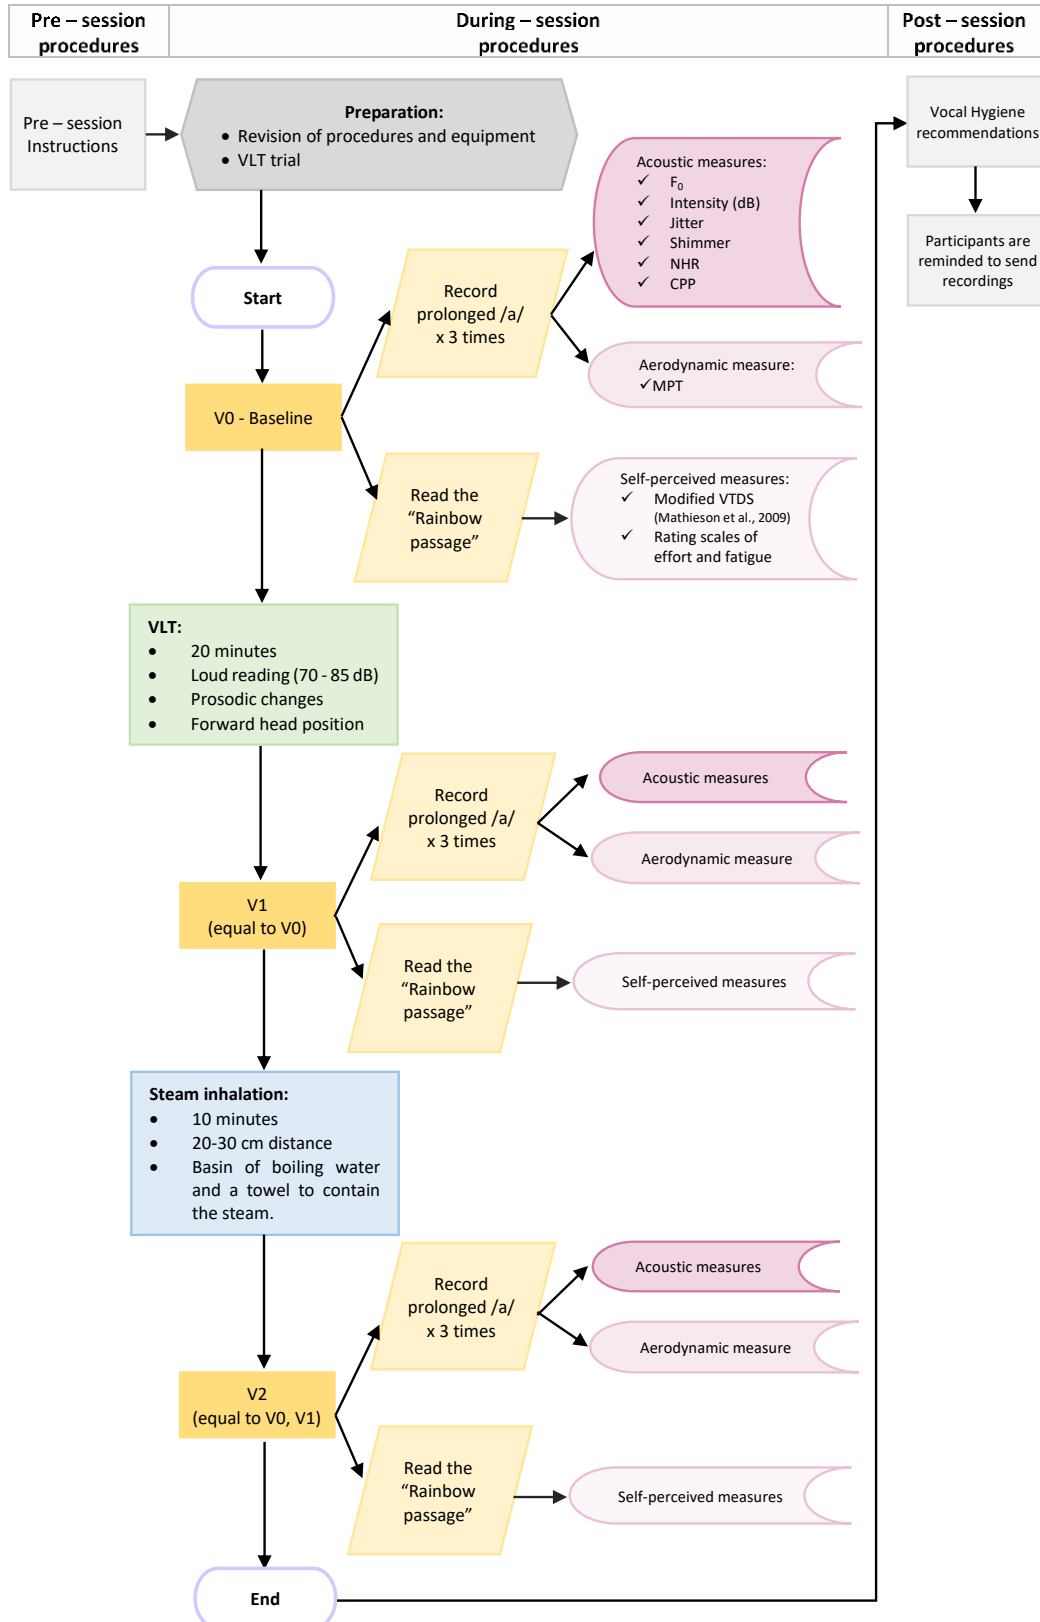 Pre – session
procedures
During – session
procedures
Post – session
procedures
Pre – session
Instructions
Preparation:
• Revision of procedures and equipment
• VLT trial
Vocal Hygiene
recommendations
Participants are
reminded to send
recordings
Start
V0 - Baseline
Record
prolonged /a/
x 3 times
Acoustic measures:
✓ F₀
✓ Intensity (dB)
✓ Jitter
✓ Shimmer
✓ NHR
✓ CPP
Aerodynamic measure:
✓MPT
Read the
“Rainbow
passage”
Self-perceived measures:
✓ Modified VTDS
(Mathieson et al., 2009)
✓ Rating scales of
effort and fatigue
VLT:
• 20 minutes
• Loud reading (70 - 85 dB)
• Prosodic changes
• Forward head position
V1
(equal to V0)
Record
prolonged /a/
x 3 times
Acoustic measures
Aerodynamic measure
Read the
“Rainbow
passage”
Self-perceived measures
Steam inhalation:
• 10 minutes
• 20-30 cm distance
• Basin of boiling water
and a towel to contain
the steam.
V2
(equal to V0, V1)
Record
prolonged /a/
x 3 times
Acoustic measures
Aerodynamic measure
Read the
“Rainbow
passage”
Self-perceived measures
End